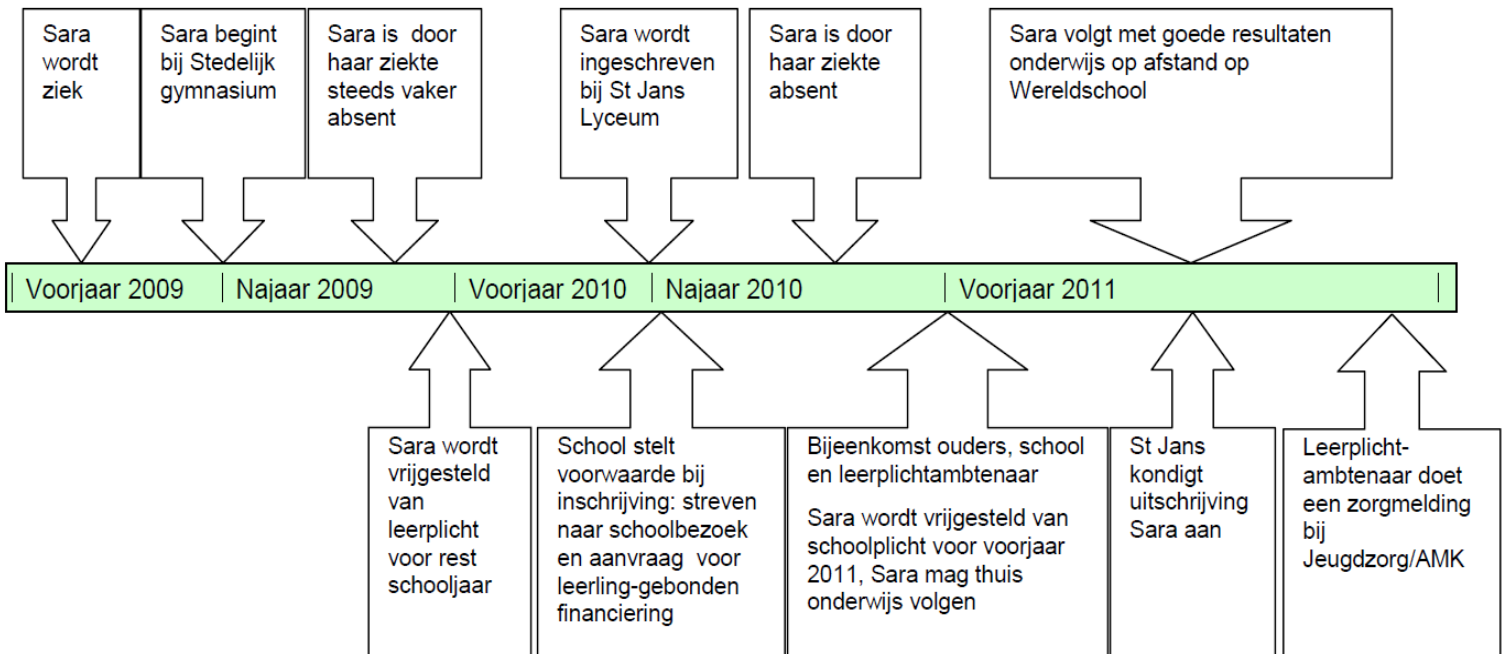 Sara
wordt
ziek
Sara begint
bij Stedelijk
gymnasium
Sara is door
haar ziekte
steeds vaker
absent
Sara wordt
ingeschreven
bij St Jans
Lyceum
Sara is door
haar ziekte
absent
Sara volgt met goede resultaten
onderwijs op afstand op
Wereldschool
Voorjaar 2009
Najaar 2009
Voorjaar 2010
Najaar 2010
Voorjaar 2011
Sara wordt
vrijgesteld
van
leerplicht
voor rest
schooljaar
School stelt
voorwaarde bij
inschrijving: streven
naar schoolbezoek
en aanvraag voor
leerling-gebonden
financiering
Bijeenkomst ouders, school
en leerplichtambtenaar
Sara wordt vrijgesteld van
schoolplicht voor voorjaar
2011, Sara mag thuis
onderwijs volgen
St Jans
kondigt
uitschrijving
Sara aan
Leerplicht-
ambtenaar doet
een zorgmelding
bij
Jeugdzorg/AMK